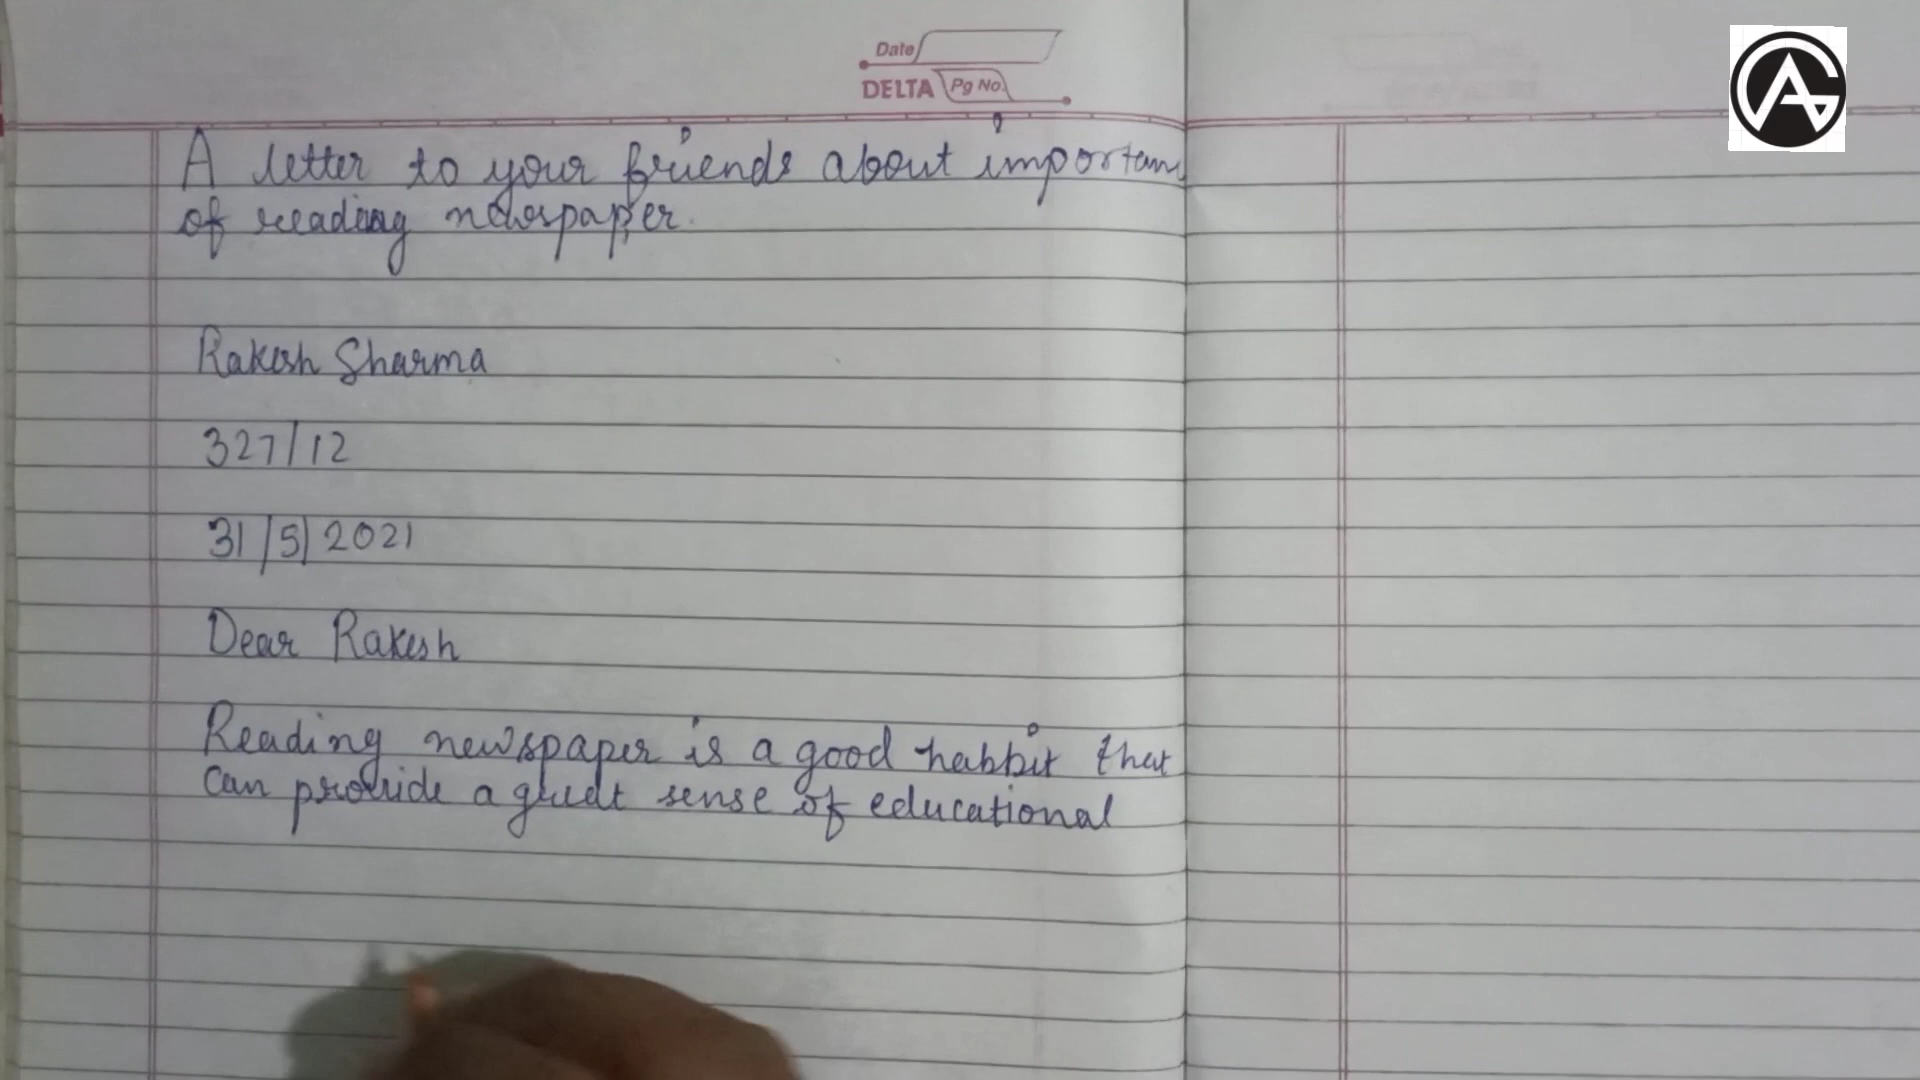 Date
DELTA Pg No.
A letter to your friends about importan
of reading newspaper.
Rakesh Sharma
327/12
31/5/2021
Dear Rakesh
Reading newspaper is a good habbit that
can provide a great sense of educational